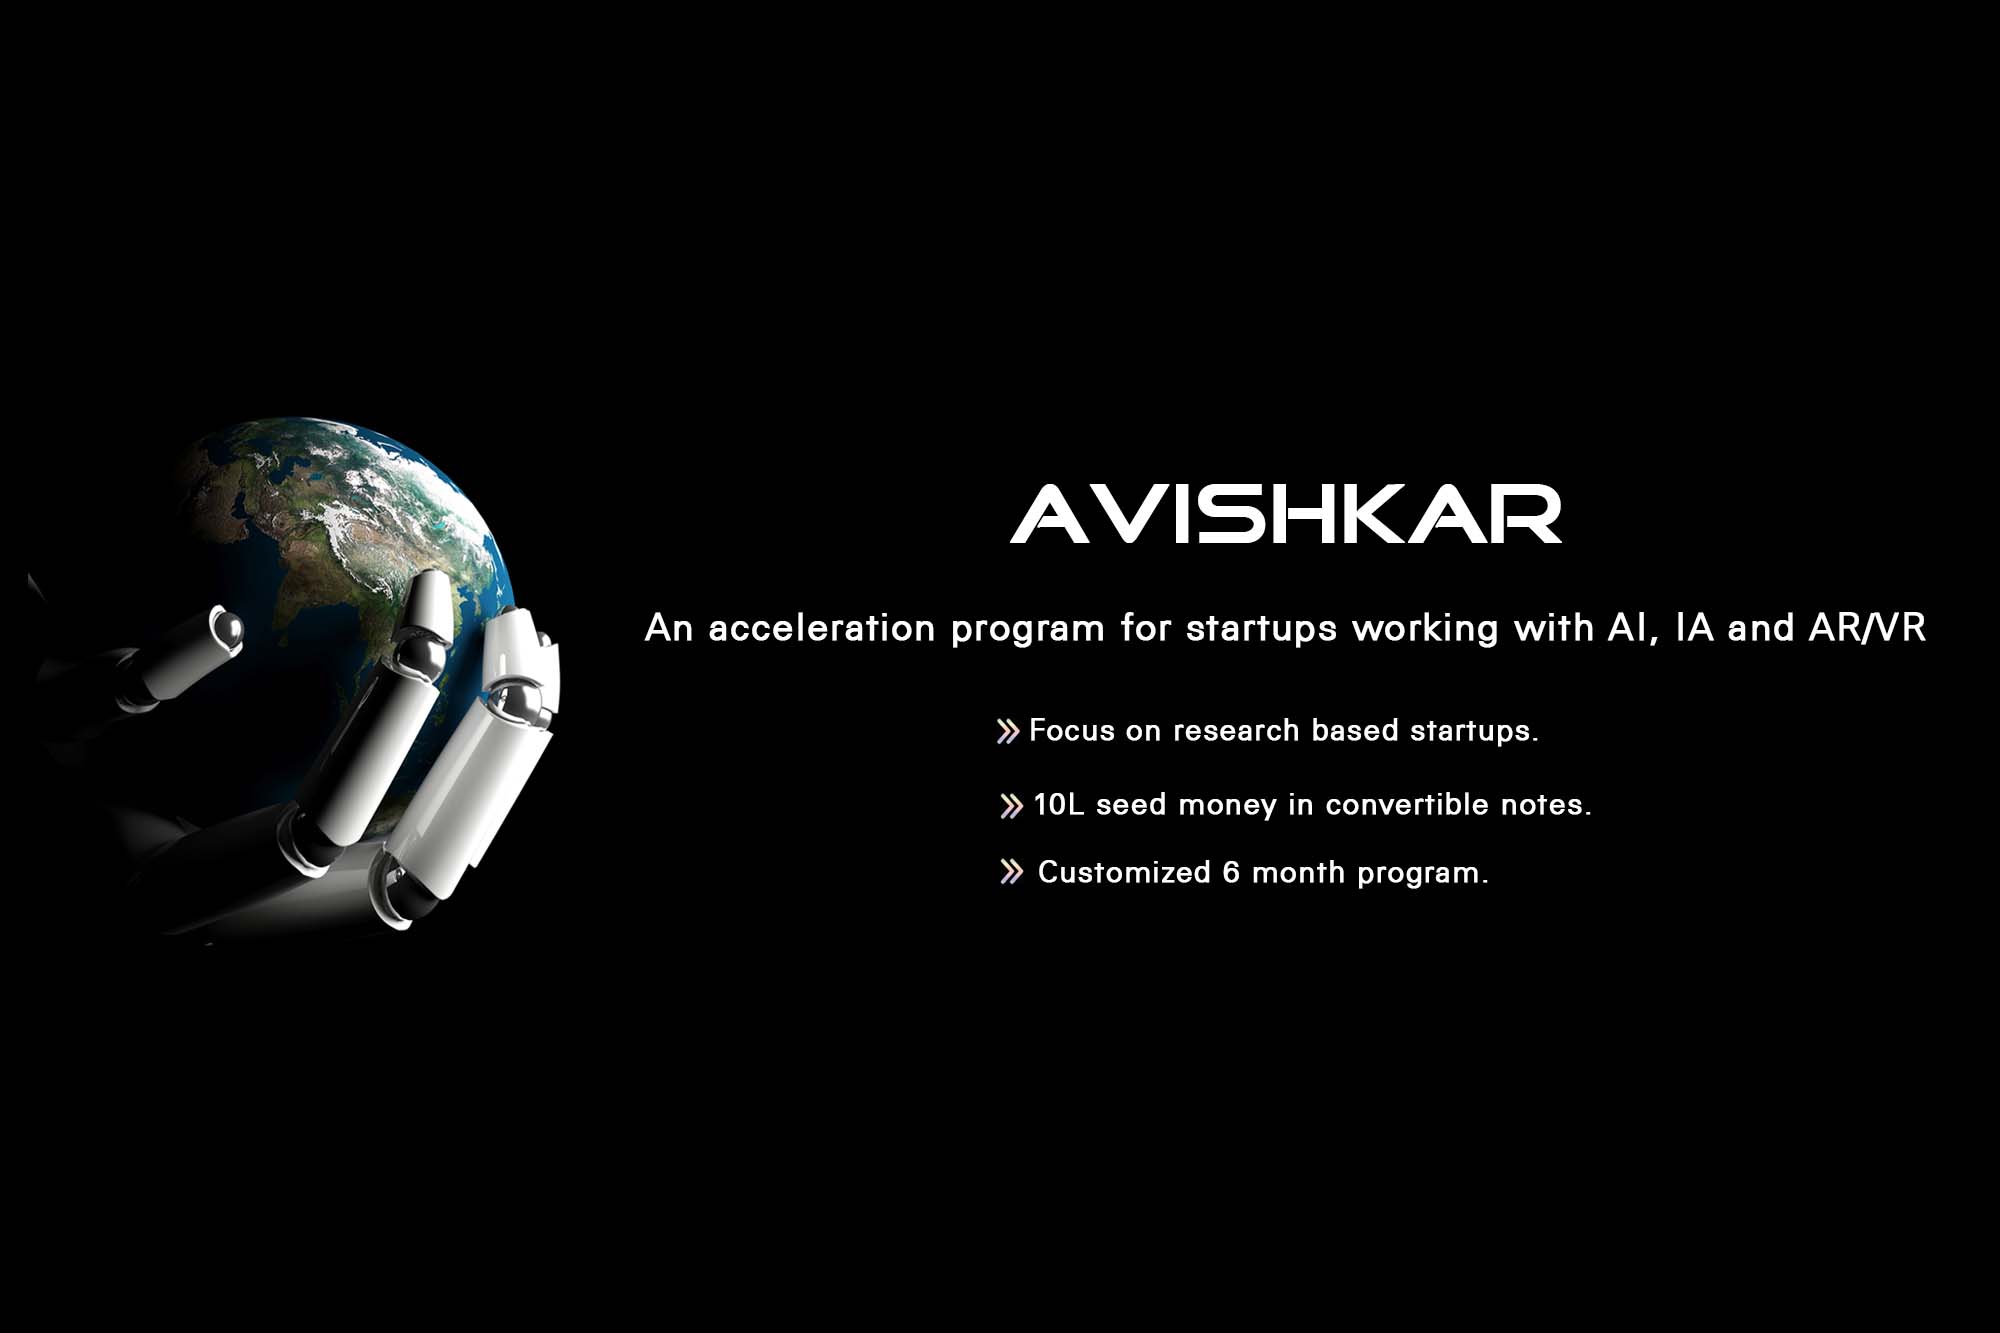 AVISHKAR
An acceleration program for startups working with AI, IA and AR/VR
Focus on research based startups.
10L seed money in convertible notes.
Customized 6 month program.